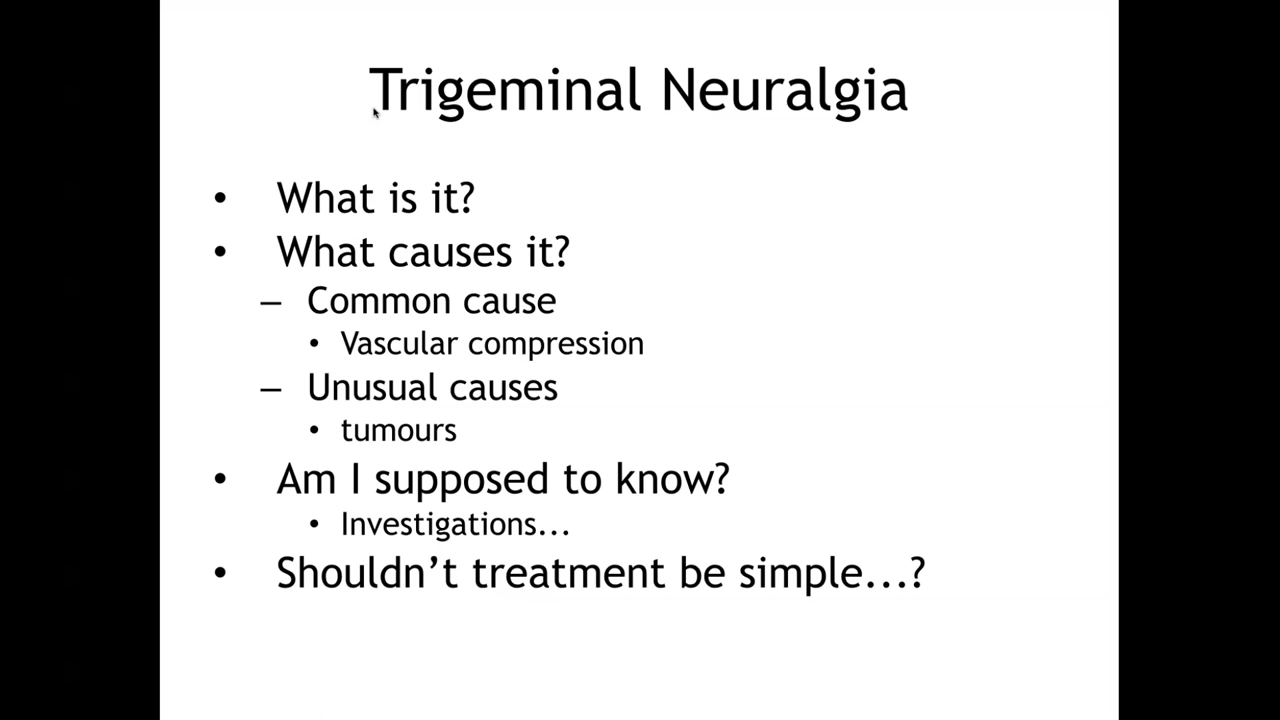 Trigeminal Neuralgia
• What is it?
• What causes it?
– Common cause
• Vascular compression
– Unusual causes
• tumours
• Am I supposed to know?
• Investigations...
• Shouldn’t treatment be simple...?